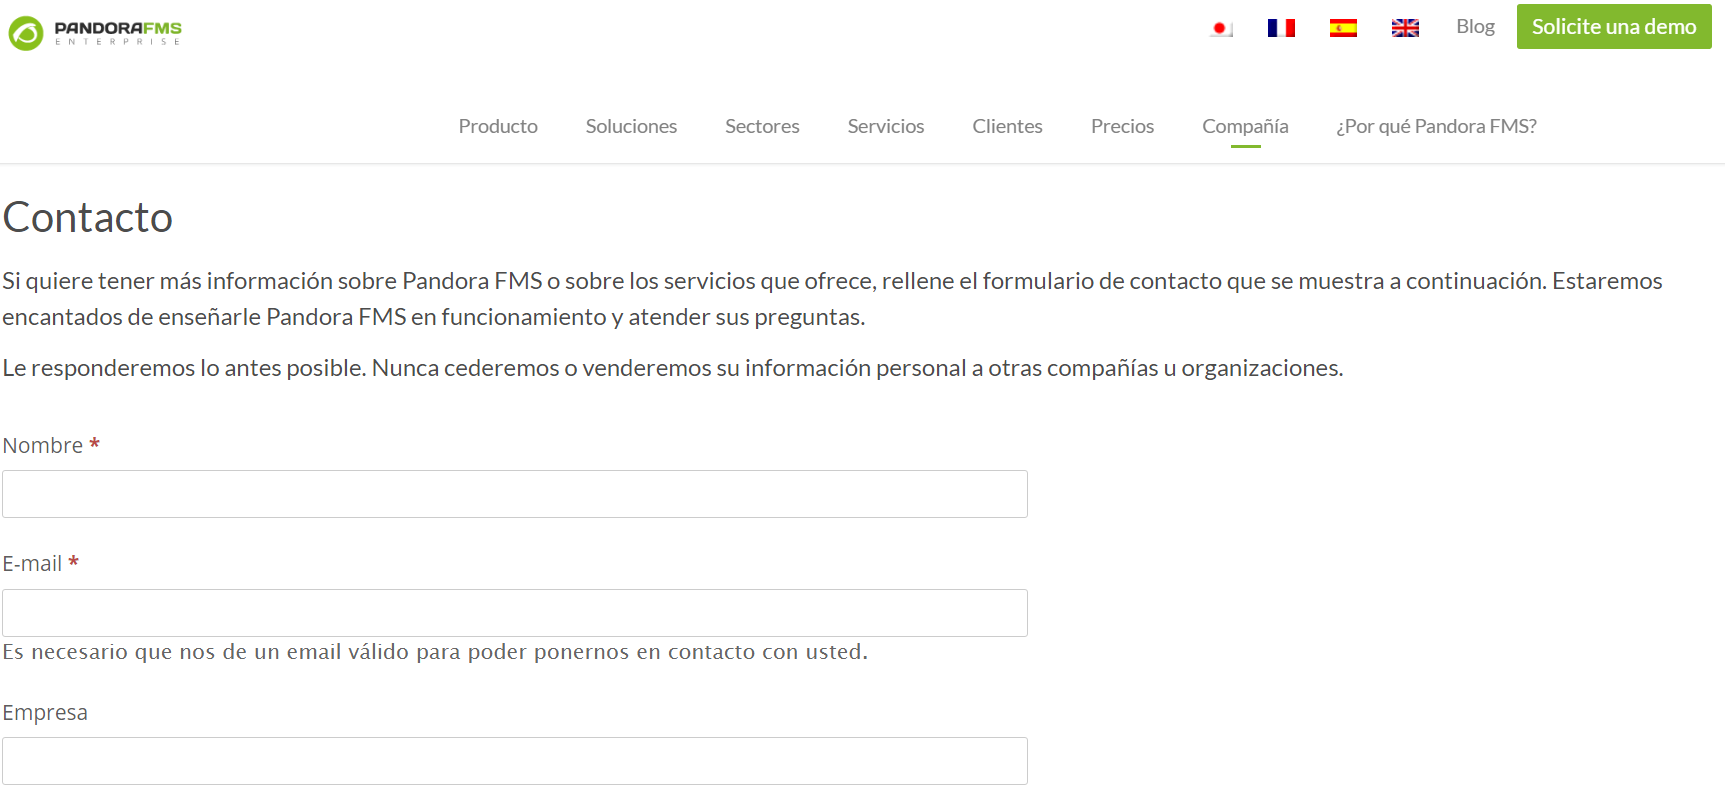 PANDORAFMS
ENTERPRISE
Blog
Solicite una demo
Producto
Soluciones
Sectores
Servicios
Clientes
Precios
Compañía
¿Por qué Pandora FMS?
Contacto
Si quiere tener más información sobre Pandora FMS o sobre los servicios que ofrece, rellene el formulario de contacto que se muestra a continuación. Estaremos
encantados de enseñarle Pandora FMS en funcionamiento y atender sus preguntas.
Le responderemos lo antes posible. Nunca cederemos o venderemos su información personal a otras compañías u organizaciones.
Nombre *
E-mail *
Es necesario que nos de un email válido para poder ponernos en contacto con usted.
Empresa